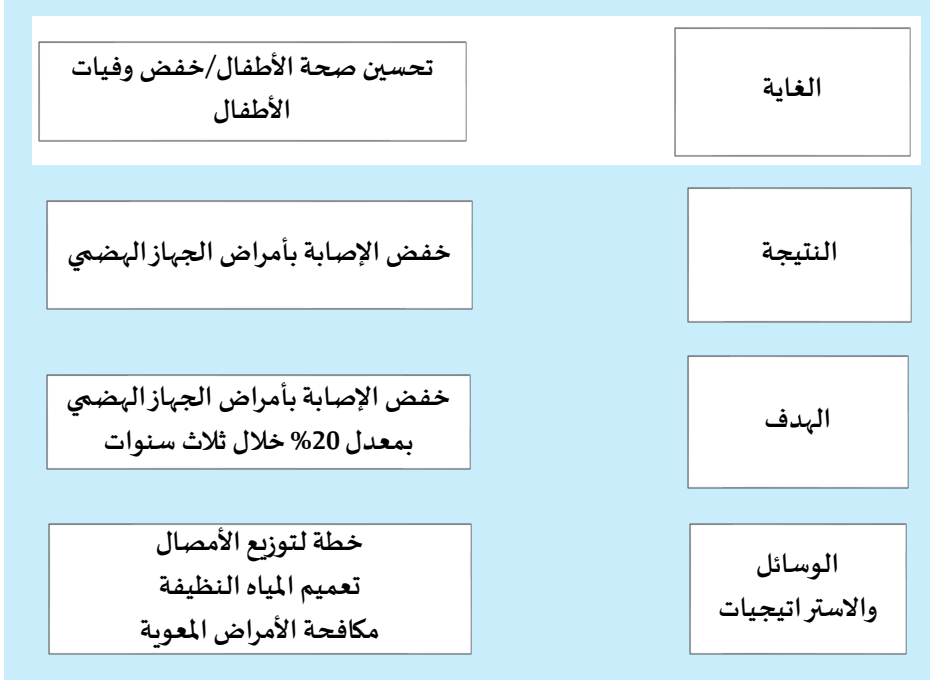 الغاية
تحسين صحة الأطفال/خفض وفيات
الأطفال
النتيجة
خفض الإصابة بأمراض الجهاز الهضمي
الهدف
خفض الإصابة بأمراض الجهاز الهضمي
بمعدل 20% خلال ثلاث سنوات
الوسائل
والاستراتيجيات
خطة لتوزيع الأمصال
تعميم المياه النظيفة
مكافحة الأمراض المعوية